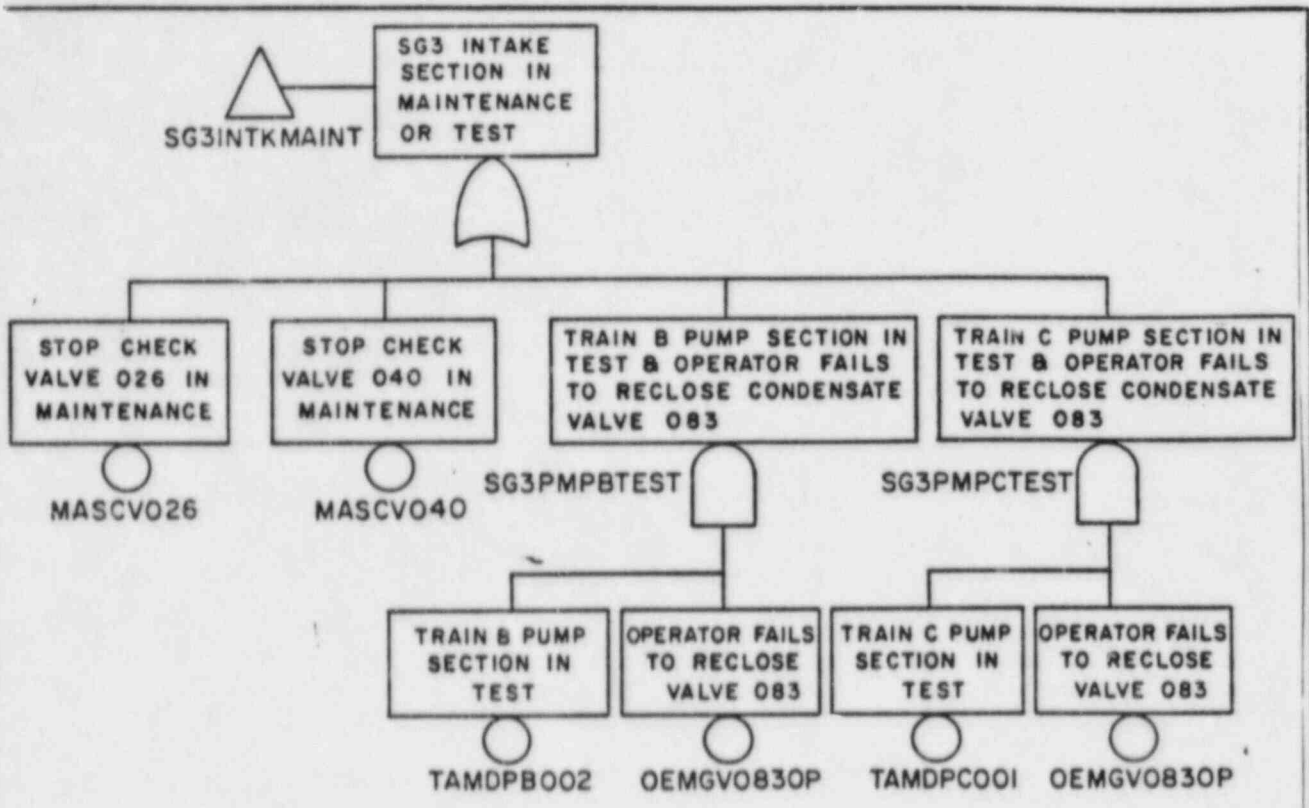 SG3 INTAKE
SECTION IN
MAINTENANCE
OR TEST
SG3INTKMAINT
STOP CHECK
VALVE 026 IN
MAINTENANCE
MASCV026
STOP CHECK
VALVE 040 IN
MAINTENANCE
MASCV040
TRAIN B PUMP SECTION IN
TEST & OPERATOR FAILS
TO RECLOSE CONDENSATE
VALVE 083
SG3PMPBTEST
TRAIN C PUMP SECTION IN
TEST & OPERATOR FAILS
TO RECLOSE CONDENSATE
VALVE 083
SG3PMPCTEST
TRAIN B PUMP
SECTION IN
TEST
TAMDPB002
OPERATOR FAILS
TO RECLOSE
VALVE 083
OEMGV083OP
TRAIN C PUMP
SECTION IN
TEST
TAMDPC001
OPERATOR FAILS
TO RECLOSE
VALVE 083
OEMGV083OP